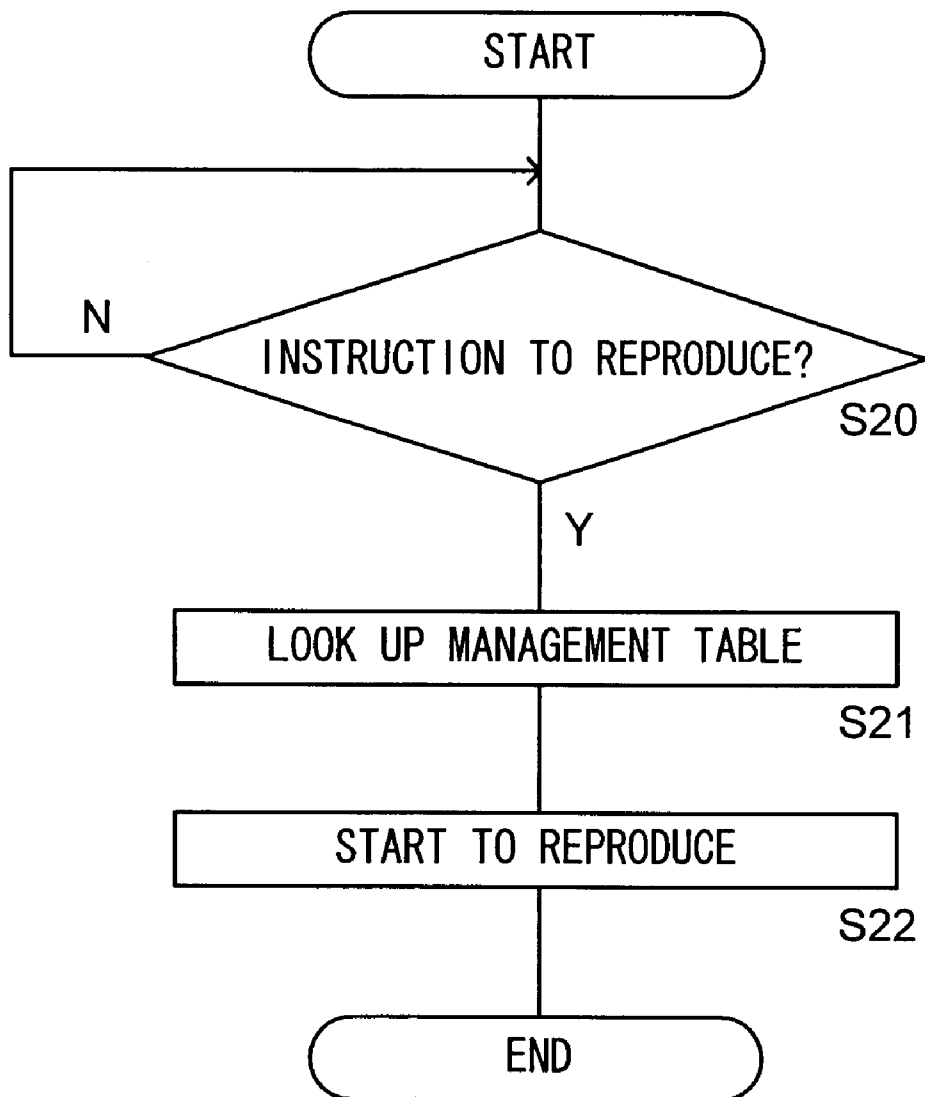 START
N
INSTRUCTION TO REPRODUCE?
S20
Y
LOOK UP MANAGEMENT TABLE
S21
START TO REPRODUCE
S22
END